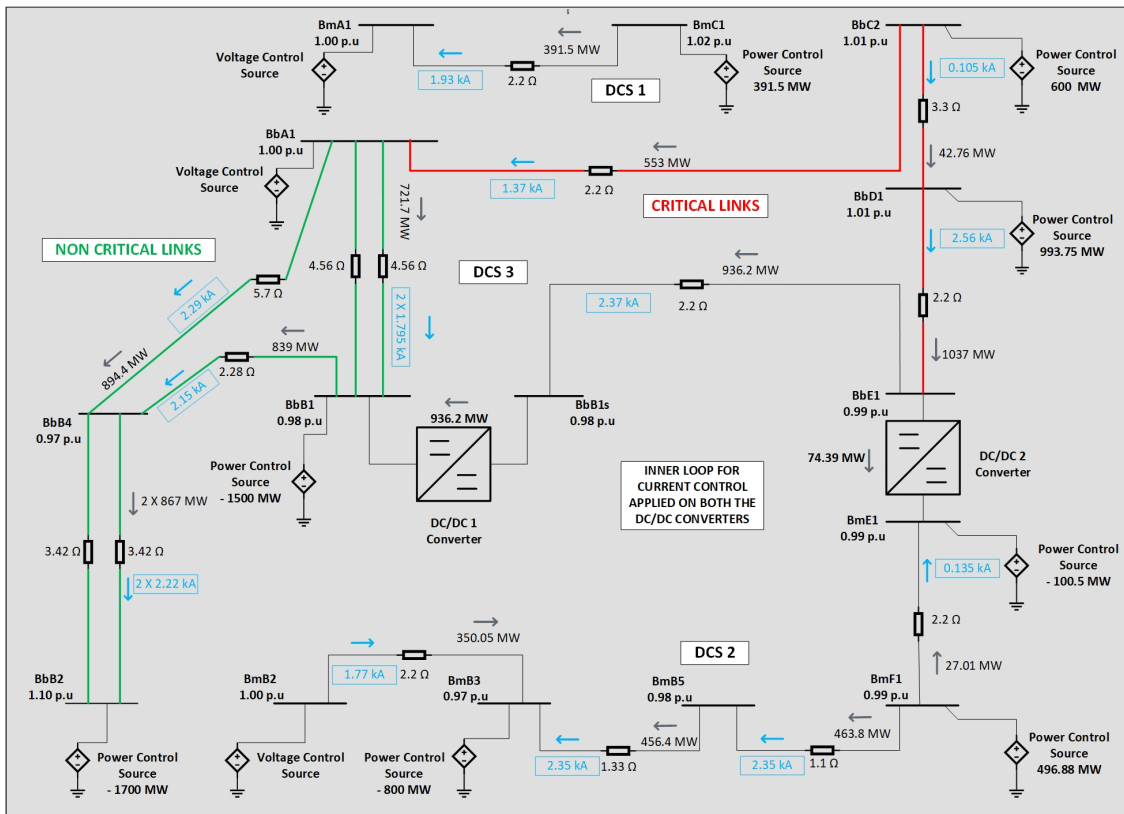 BmA1
1.00 p.u
BmC1
1.02 p.u
BbC2
1.01 p.u
391.5 MW
Voltage Control
Source
1.93 kA
2.2 Ω
DCS 1
Power Control
Source
391.5 MW
0.105 kA
Power Control
Source
600 MW
3.3 Ω
BbA1
1.00 p.u
Voltage Control
Source
553 MW
1.37 kA
2.2 Ω
CRITICAL LINKS
42.76 MW
BbD1
1.01 p.u
2.56 kA
Power Control
Source
993.75 MW
721.7 MW
NON CRITICAL LINKS
4.56 Ω
4.56 Ω
DCS 3
936.2 MW
2.37 kA
2.2 Ω
2.2 Ω
5.7 Ω
2.29 kA
2 X 1.795 kA
894.4 MW
839 MW
2.28 Ω
2.15 kA
1037 MW
BbB4
0.97 p.u
BbB1
0.98 p.u
936.2 MW
BbB1s
0.98 p.u
BbE1
0.99 p.u
74.39 MW
DC/DC 2
Converter
Power Control
Source
- 1500 MW
DC/DC 1
Converter
INNER LOOP FOR
CURRENT CONTROL
APPLIED ON BOTH THE
DC/DC CONVERTERS
2 X 867 MW
3.42 Ω
3.42 Ω
2 X 2.22 kA
BmE1
0.99 p.u
0.135 kA
Power Control
Source
- 100.5 MW
2.2 Ω
27.01 MW
350.05 MW
1.77 kA
2.2 Ω
DCS 2
BbB2
1.10 p.u
BmB2
1.00 p.u
BmB3
0.97 p.u
BmB5
0.98 p.u
BmF1
0.99 p.u
456.4 MW
463.8 MW
2.35 kA
1.33 Ω
2.35 kA
1.1 Ω
Power Control
Source
- 1700 MW
Voltage Control
Source
Power Control
Source
- 800 MW
Power Control
Source
496.88 MW